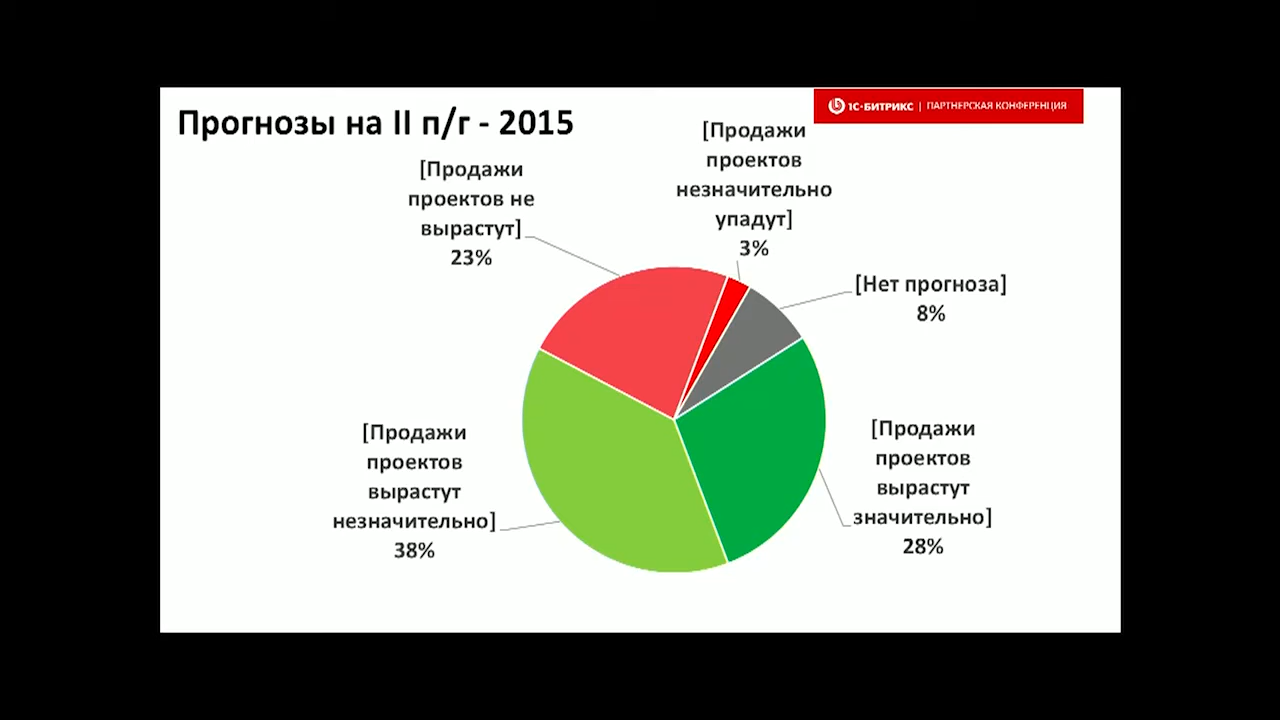 1С·БИТРИКС | ПАРТНЕРСКАЯ КОНФЕРЕНЦИЯ
Прогнозы на II п/г - 2015
[Продажи
проектов не
вырастут]
23%
[Продажи
проектов
незначительно
упадут]
3%
[Нет прогноза]
8%
[Продажи
проектов
вырастут
незначительно]
38%
[Продажи
проектов
вырастут
значительно]
28%